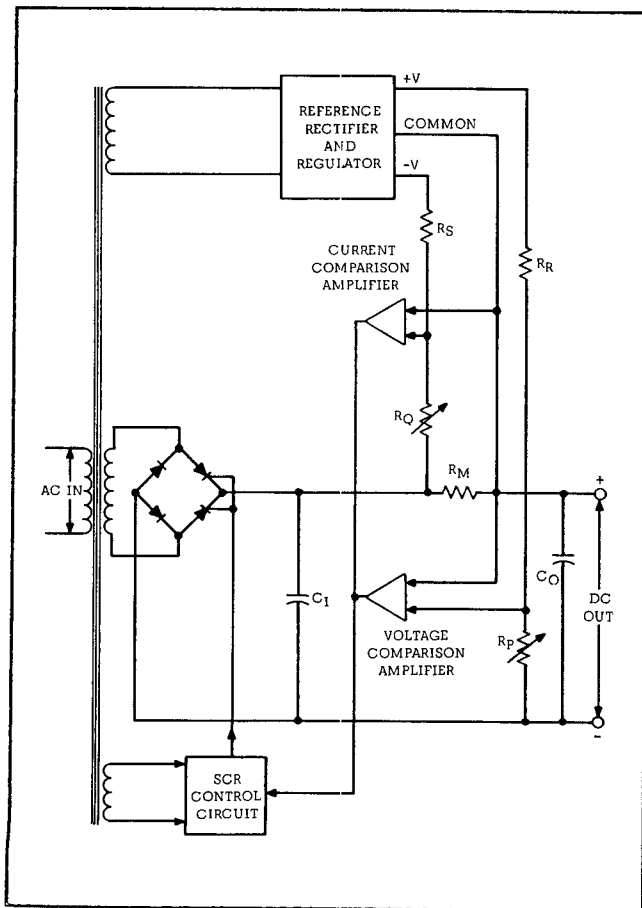 +V
REFERENCE
RECTIFIER
AND
REGULATOR
COMMON
-V
RS
CURRENT
COMPARISON
AMPLIFIER
RR
RQ
RM
AC IN
+
CI
CO
DC
OUT
VOLTAGE
COMPARISON
AMPLIFIER
RP
-
SCR
CONTROL
CIRCUIT